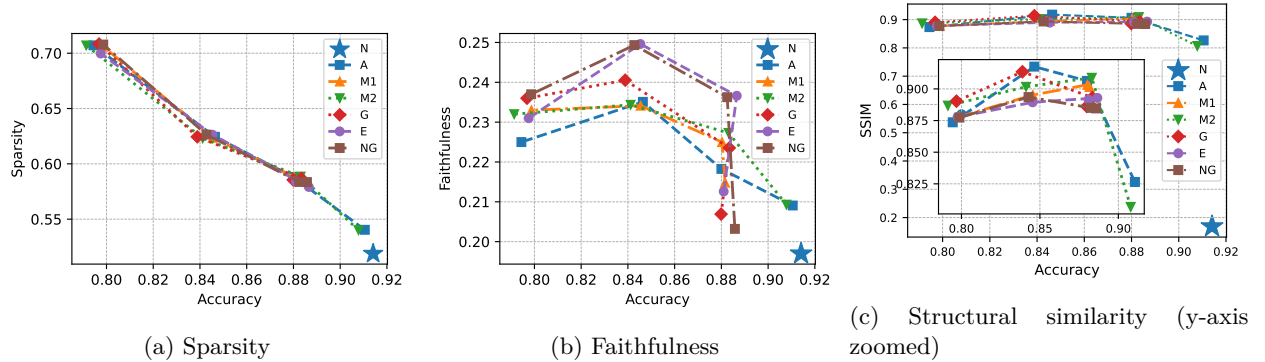 0.70
0.65
0.60
0.55
Sparsity
0.80 0.82 0.84 0.86 0.88 0.90 0.92
Accuracy
N
A
M1
M2
G
E
NG
(a) Sparsity
0.25
0.24
0.23
0.22
0.21
0.20
Faithfulness
0.80 0.82 0.84 0.86 0.88 0.90 0.92
Accuracy
N
A
M1
M2
G
E
NG
(b) Faithfulness
0.9
0.8
0.7
0.6
0.5
0.4
0.3
0.2
SSIM
0.900
0.875
0.850
0.825
0.80 0.85 0.90
0.80 0.82 0.84 0.86 0.88 0.90 0.92
Accuracy
N
A
M1
M2
G
E
NG
(c) Structural similarity (y-axis
zoomed)